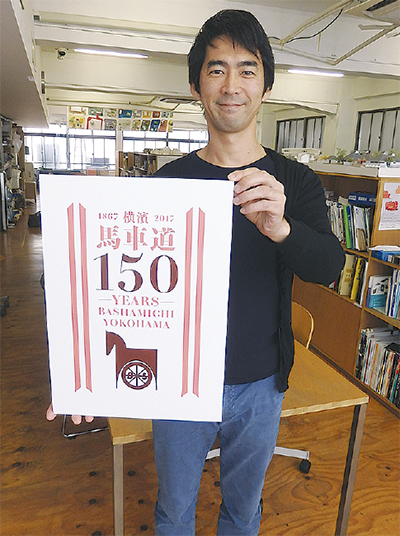 1867 横濱 2017
馬車道
150
—YEARS—
BASHAMICHI
YOKOHAMA